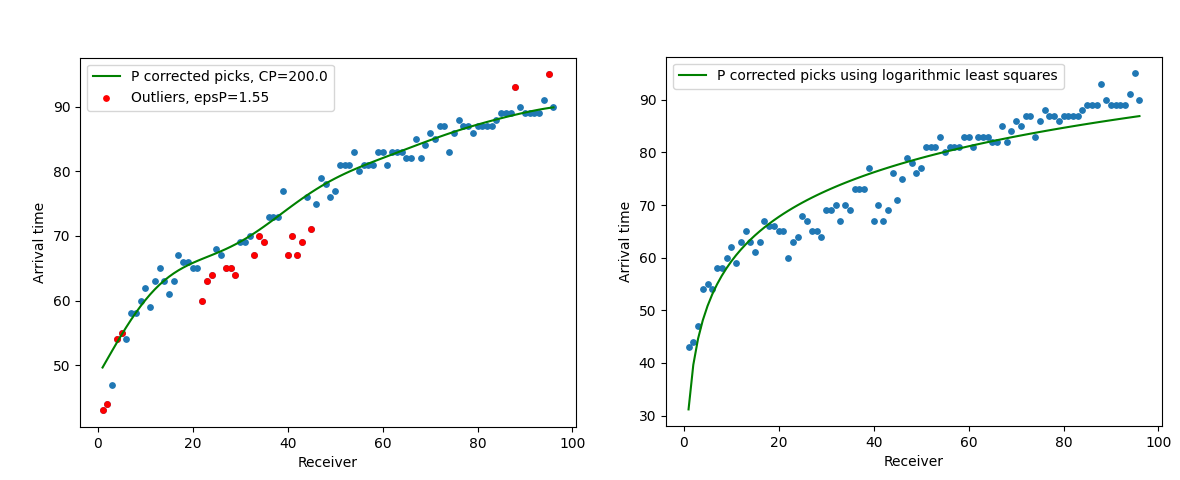 P corrected picks, CP=200.0
Outliers, epsP=1.55
90
80
70
60
50
Arrival time
0 20 40 60 80 100
Receiver
P corrected picks using logarithmic least squares
90
80
70
60
50
40
30
Arrival time
0 20 40 60 80 100
Receiver